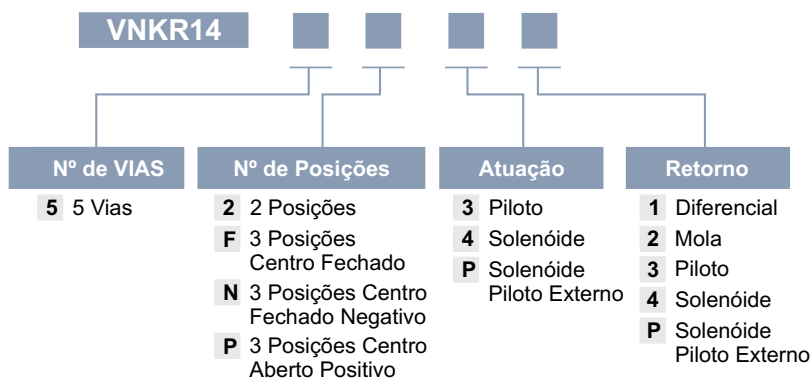 VNKR14
Nº de VIAS
5 5 Vias
Nº de Posições
2 2 Posições
F 3 Posições
Centro Fechado
N 3 Posições Centro
Fechado Negativo
P 3 Posições Centro
Aberto Positivo
Atuação
3 Piloto
4 Solenóide
P Solenóide
Piloto Externo
Retorno
1 Diferencial
2 Mola
3 Piloto
4 Solenóide
P Solenóide
Piloto Externo